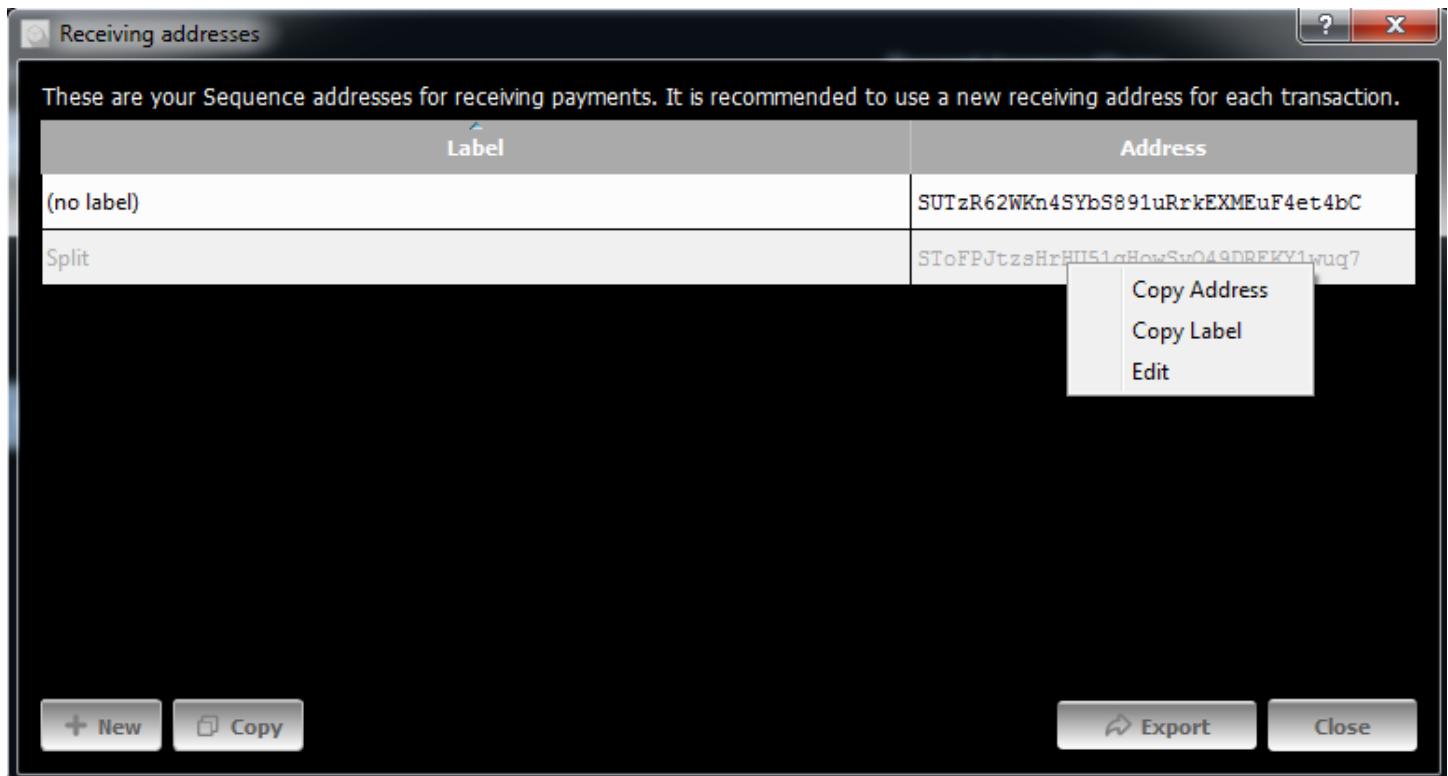 Receiving addresses
These are your Sequence addresses for receiving payments. It is recommended to use a new receiving address for each transaction.
Label Address
(no label) SUTzR62WKn4SYbS891uRrkEXMEuF4et4bC
Split
Copy Address
Copy Label
Edit
New Copy Export Close